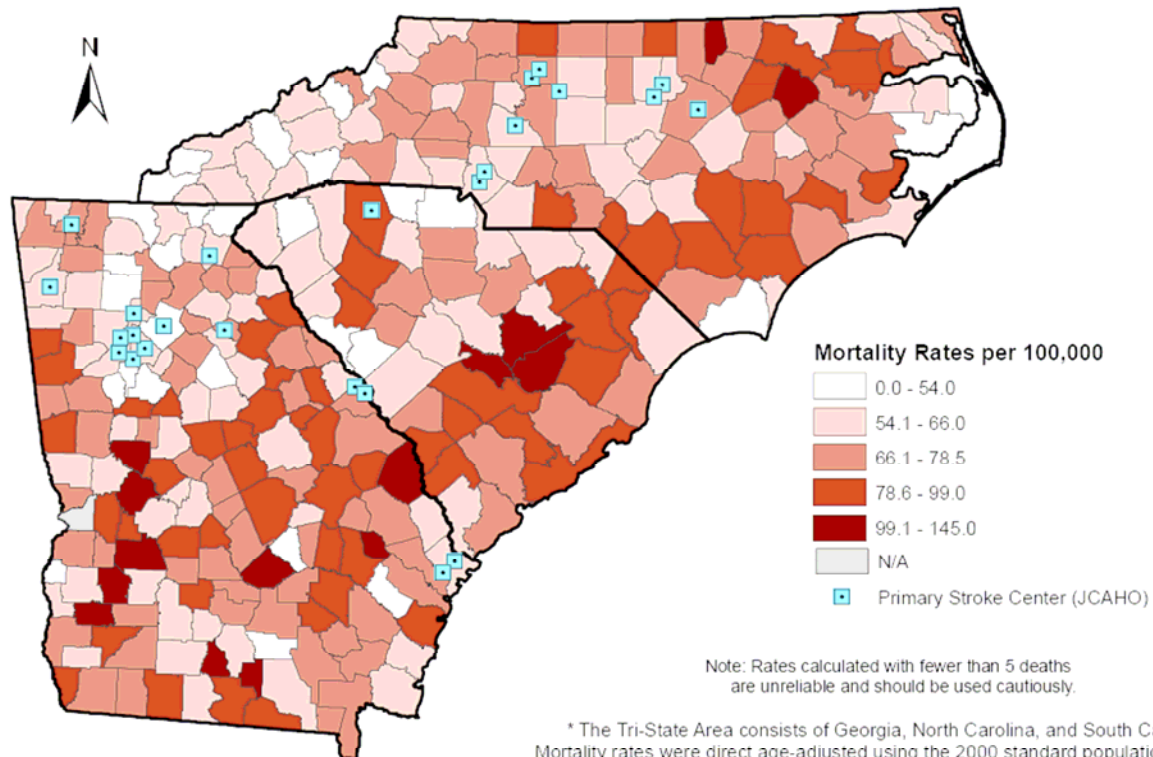 N
Mortality Rates per 100,000
0.0 - 54.0
54.1 - 66.0
66.1 - 78.5
78.6 - 99.0
99.1 - 145.0
N/A
Primary Stroke Center (JCAHO)
Note: Rates calculated with fewer than 5 deaths
are unreliable and should be used cautiously.
* The Tri-State Area consists of Georgia, North Carolina, and South Ca
Mortality rates were direct age-adjusted using the 2000 standard populatio